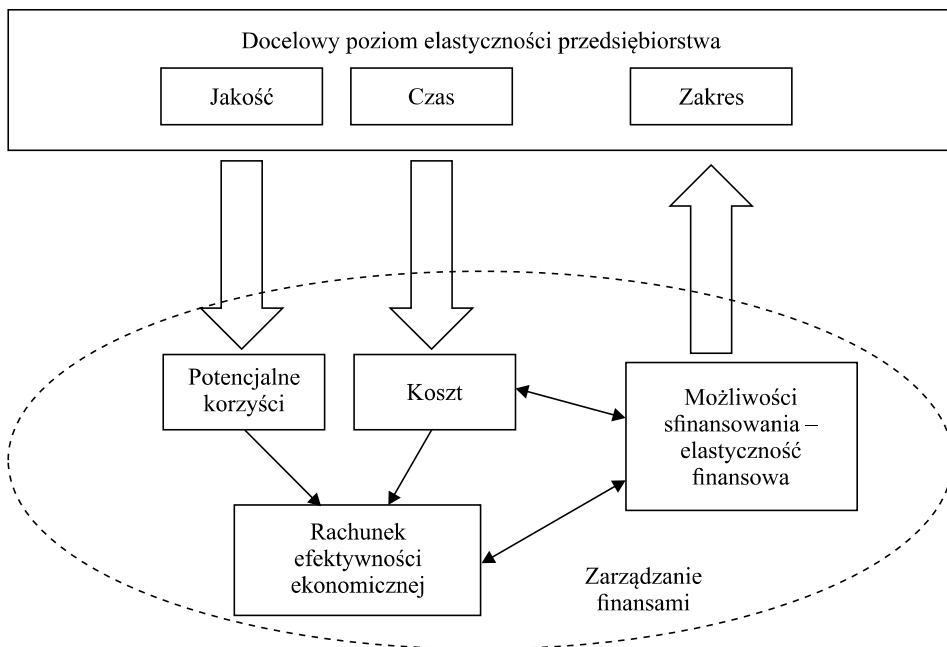 Docelowy poziom elastyczności przedsiębiorstwa
Jakość
Czas
Zakres
Potencjalne
korzyści
Koszt
Możliwości
sfinansowania –
elastyczność
finansowa
Rachunek
efektywności
ekonomicznej
Zarządzanie
finansami